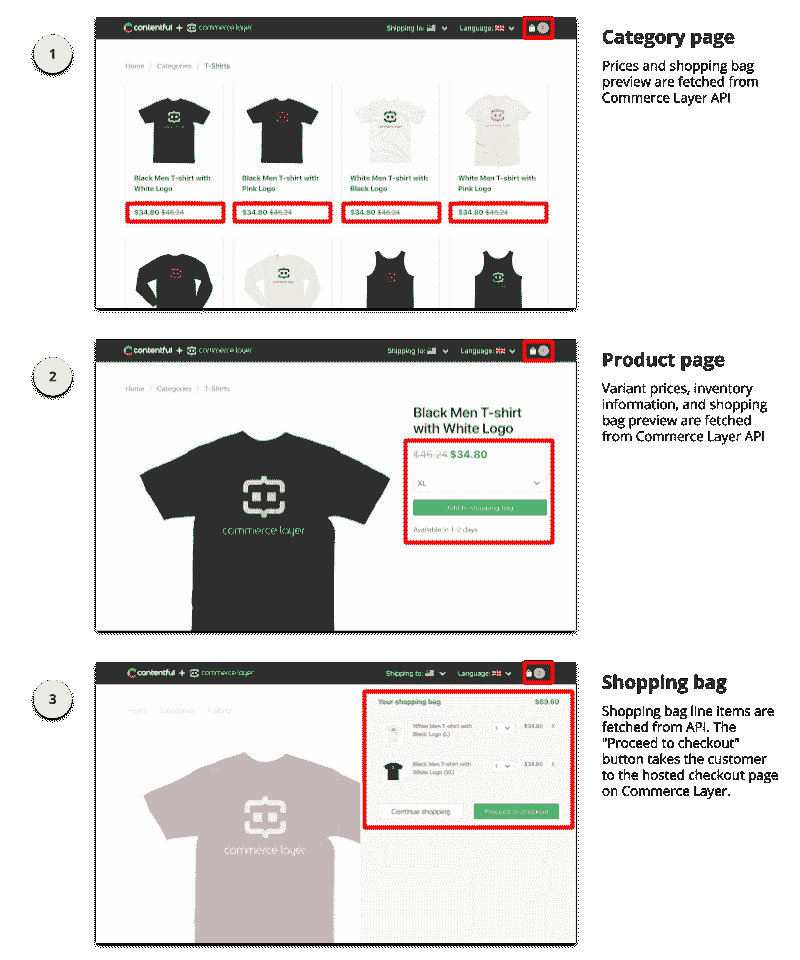 1
contentful + commerce layer
Shipping to:
Language:
Category page
Prices and shopping bag
preview are fetched from
Commerce Layer API
Home / Categories / T-Shirts
Black Men T-shirt with
White Logo
Black Men T-shirt with
Pink Logo
White Men T-shirt with
Black Logo
White Men T-shirt with
Pink Logo
$34.80 $45.24
$34.80 $45.24
$34.80 $45.24
$34.80 $45.24
2
contentful + commerce layer
Shipping to:
Language:
Product page
Variant prices, inventory
information, and shopping
bag preview are fetched
from Commerce Layer API
Home / Categories / T-Shirts
Black Men T-shirt
with White Logo
$45.24 $34.80
XL
Add to shopping bag
Available in 1-2 days
commerce layer
3
contentful + commerce layer
Shipping to:
Language:
Shopping bag
Shopping bag line items are
fetched from API. The
"Proceed to checkout"
button takes the customer
to the hosted checkout page
on Commerce Layer.
Home Categories T-Shirts
Your shopping bag $69.60
White Men T-shirt with
Black Logo (L)
1 $34.80 X
Black Men T-shirt with
White Logo (XL)
1 $34.80 X
Continue shopping
Proceed to checkout
commerce layer